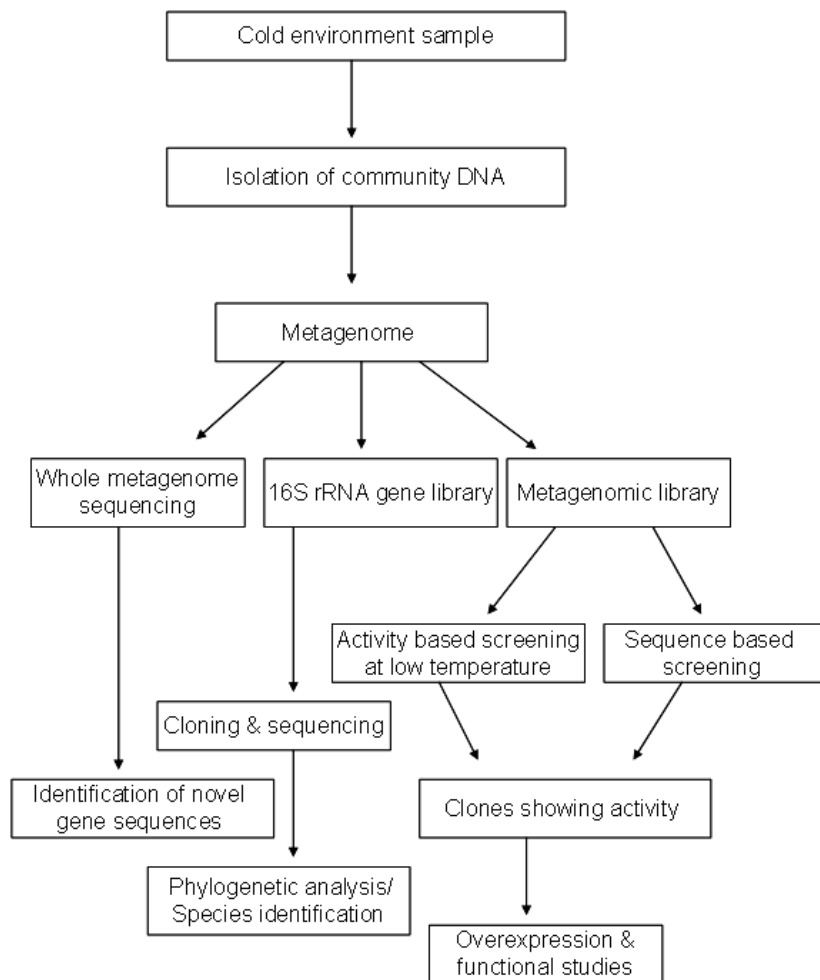 Cold environment sample
Isolation of community DNA
Metagenome
Whole metagenome
sequencing
16S rRNA gene library
Metagenomic library
Activity based screening
at low temperature
Sequence based
screening
Cloning & sequencing
Identification of novel
gene sequences
Clones showing activity
Phylogenetic analysis/
Species identification
Overexpression &
functional studies